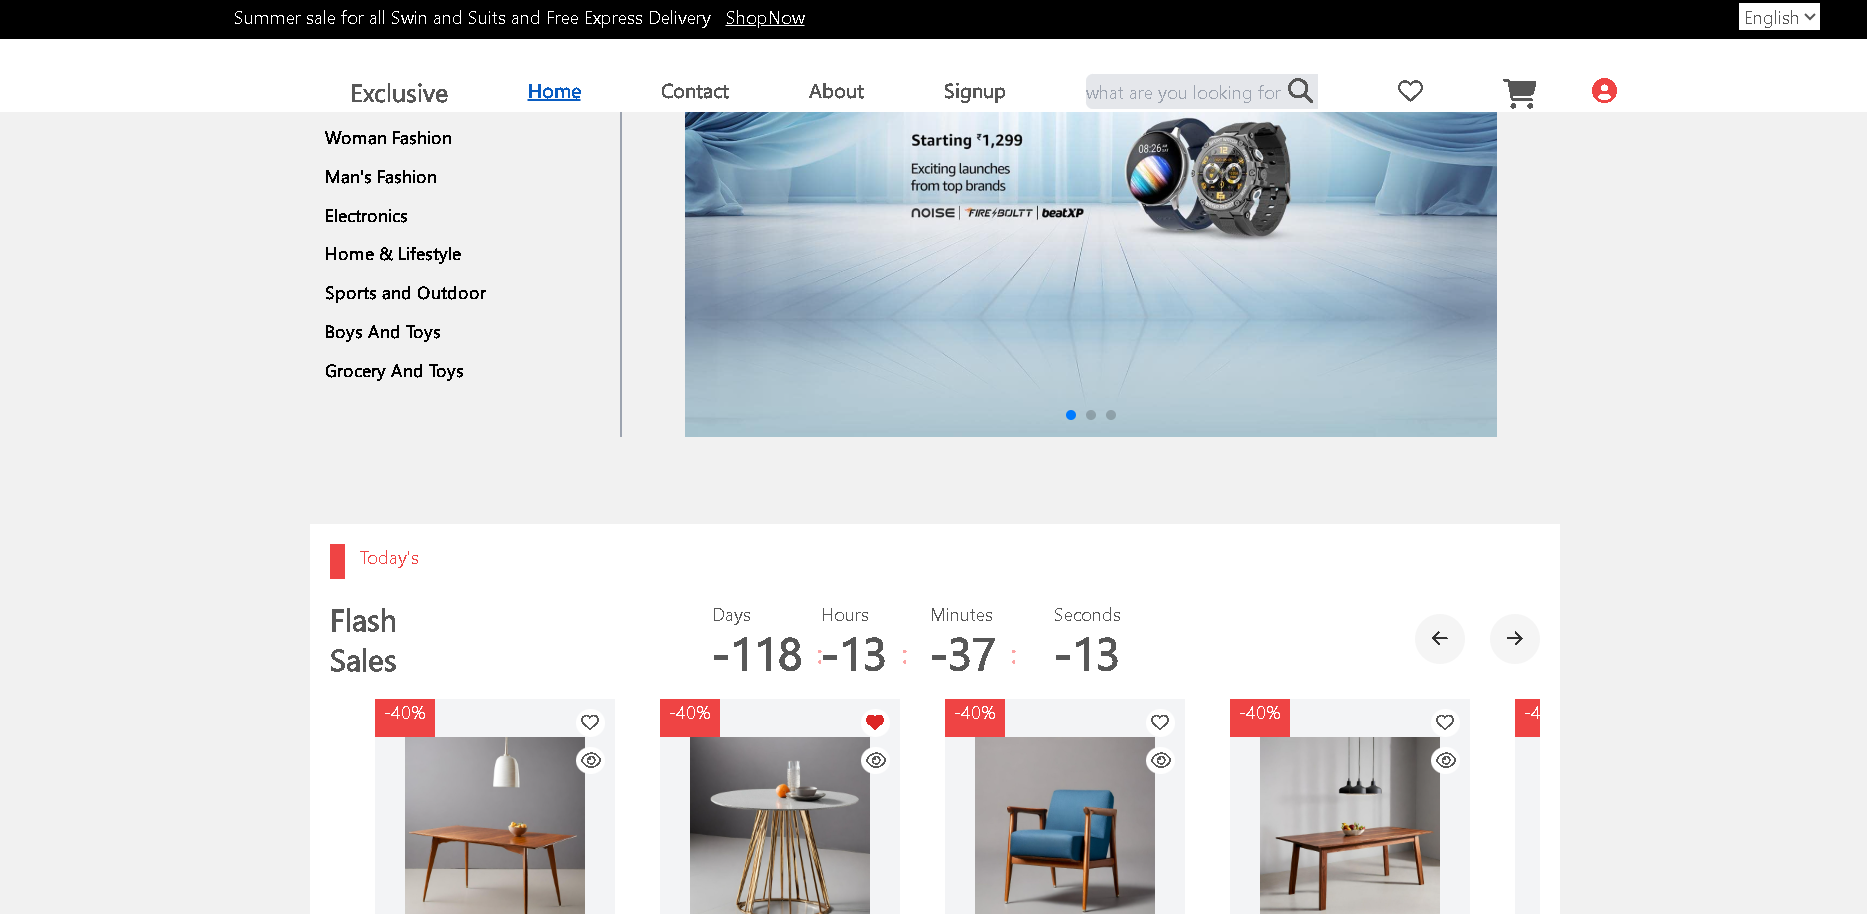 Summer sale for all Swin and Suits and Free Express Delivery ShopNow
English
Exclusive Home Contact About Signup what are you looking for
Woman Fashion
Man's Fashion
Electronics
Home & Lifestyle
Sports and Outdoor
Boys And Toys
Grocery And Toys
Starting ₹1,299
Exciting launches
from top brands
NOISE | FIRE-BOLTT | beatXP
08:26 AM
12
Today's
Flash
Sales
Days Hours Minutes Seconds
-118 : -13 : -37 : -13
-40% -40% -40% -40% -4